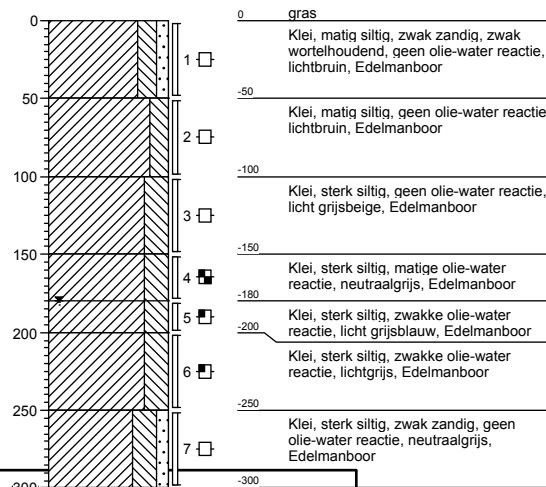 0
0
gras
Klei, matig siltig, zwak zandig, zwak
wortelhoudend, geen olie-water reactie,
lichtbruin, Edelmanboor
1
50
-50
Klei, matig siltig, geen olie-water reactie,
lichtbruin, Edelmanboor
2
100
-100
Klei, sterk siltig, geen olie-water reactie,
licht grijsbeige, Edelmanboor
3
150
-150
Klei, sterk siltig, matige olie-water
reactie, neutraalgrijs, Edelmanboor
4
-180
Klei, sterk siltig, zwakke olie-water
reactie, licht grijsblauw, Edelmanboor
5
200
-200
Klei, sterk siltig, zwakke olie-water
reactie, lichtgrijs, Edelmanboor
6
250
-250
Klei, sterk siltig, zwak zandig, geen
olie-water reactie, neutraalgrijs,
Edelmanboor
7
300
-300